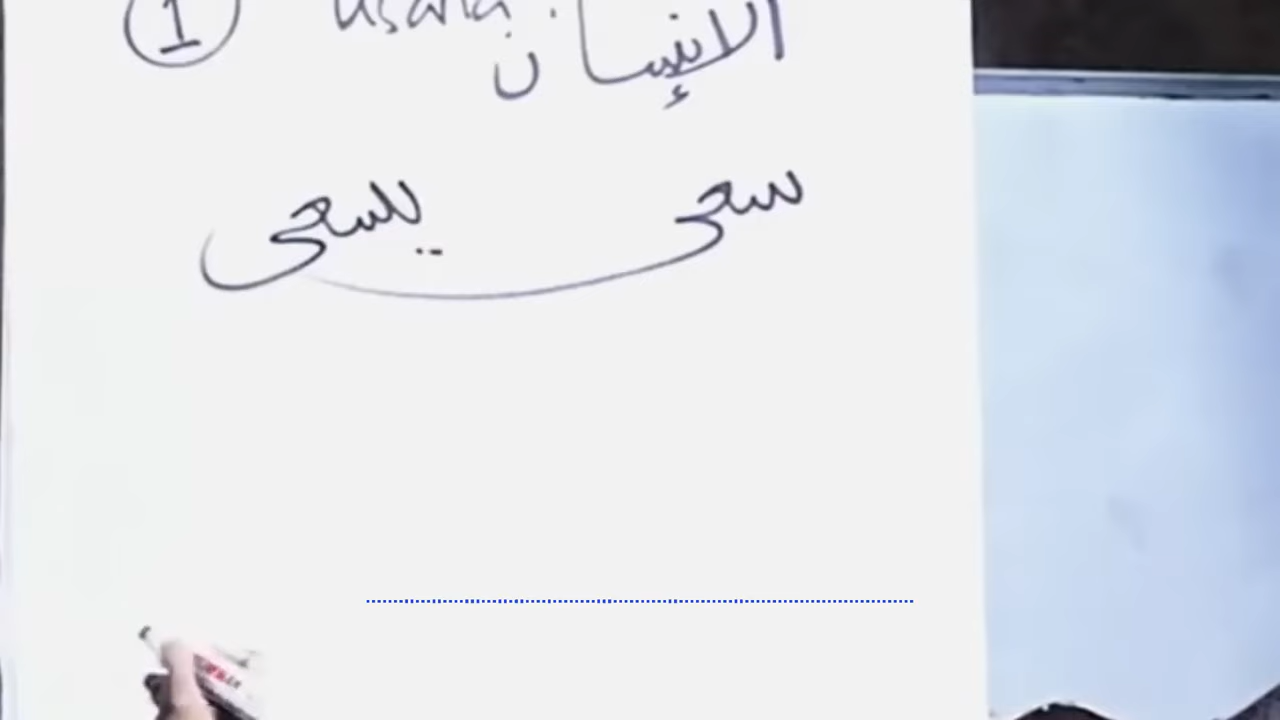 ① usaha :
الإنسان
سعى يسعى